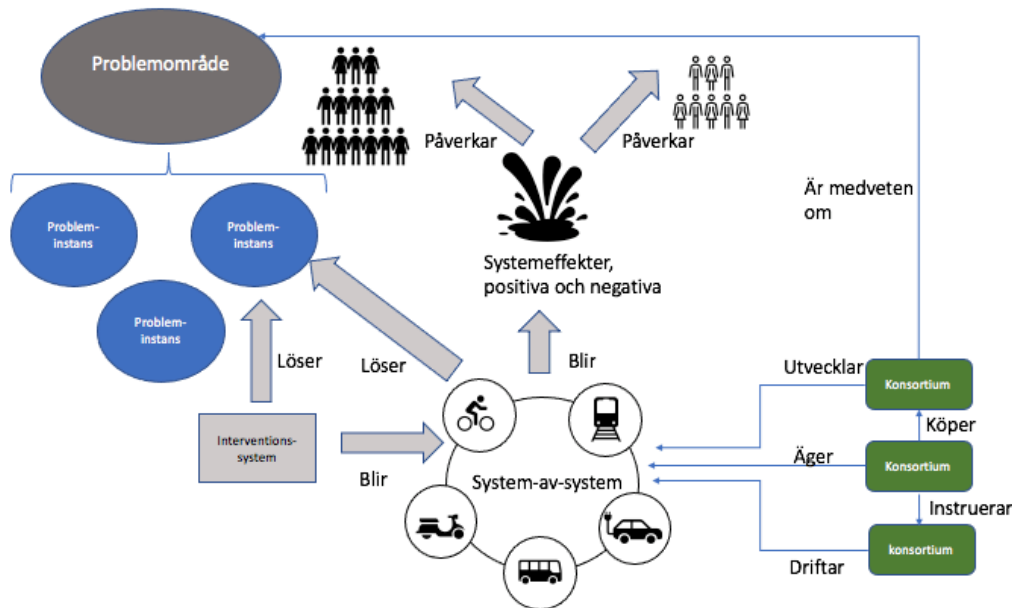 Problemområde
Påverkar
Påverkar
Är medveten
om
Problem-
instans
Problem-
instans
Problem-
instans
Systemeffekter,
positiva och negativa
Löser
Löser
Blir
Utvecklar
Konsortium
Köper
Interventions-
system
Blir
System-av-system
Äger
Konsortium
Instruerar
konsortium
Driftar